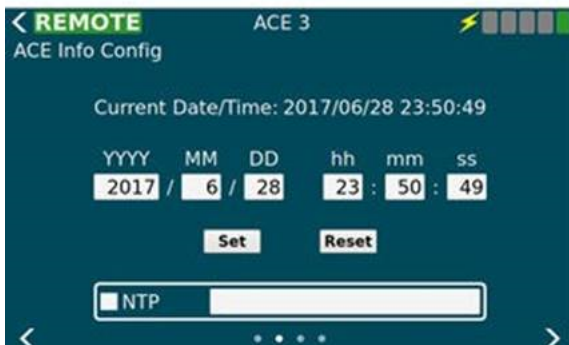 < REMOTE ACE 3
ACE Info Config
Current Date/Time: 2017/06/28 23:50:49
YYYY MM DD hh mm ss
2017 / 6 / 28 23 : 50 : 49
Set Reset
NTP
< >